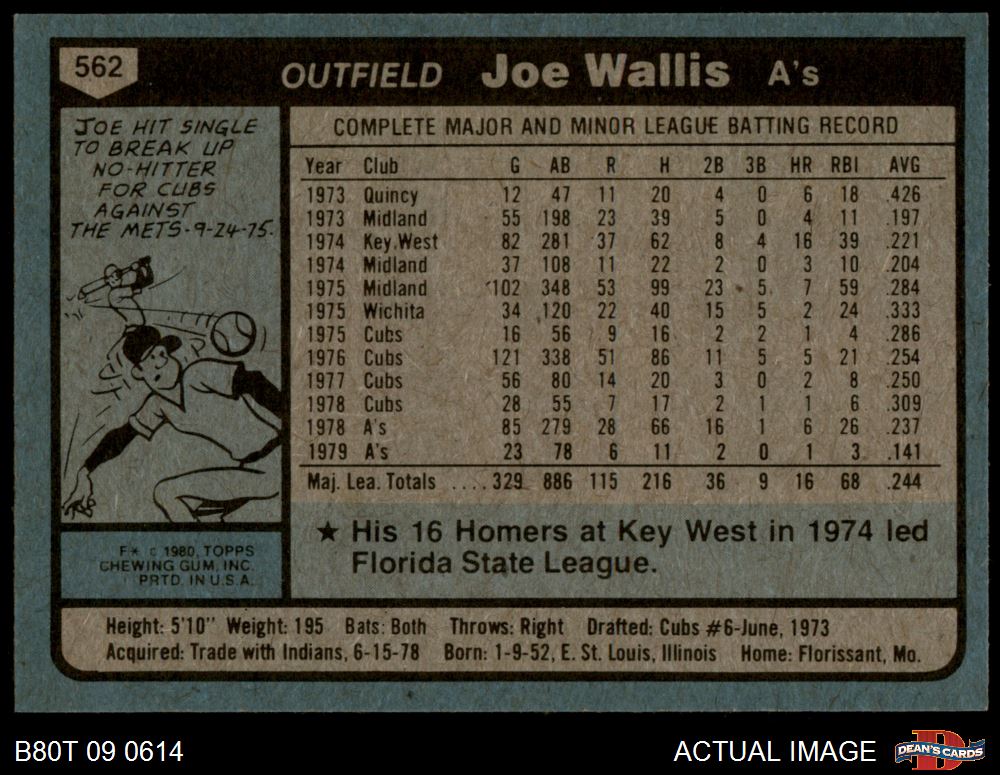 562
OUTFIELD Joe Wallis A's
JOE HIT SINGLE
TO BREAK UP
NO-HITTER
FOR CUBS
AGAINST
THE METS-9-24-75.
COMPLETE MAJOR AND MINOR LEAGUE BATTING RECORD
Year Club G AB R H 2B 3B HR RBI AVG
1973 Quincy 12 47 11 20 4 0 6 18 .426
1973 Midland 55 198 23 39 5 0 4 11 .197
1974 Key West 82 281 37 62 8 4 16 39 .221
1974 Midland 37 108 11 22 2 0 3 10 .204
1975 Midland 102 348 53 99 23 5 7 59 .284
1975 Wichita 34 120 22 40 15 5 2 24 .333
1975 Cubs 16 56 9 16 2 2 1 4 .286
1976 Cubs 121 338 51 86 11 5 5 21 .254
1977 Cubs 56 80 14 20 3 0 2 8 .250
1978 Cubs 28 55 7 17 2 1 1 6 .309
1978 A's 85 279 28 66 16 1 6 26 .237
1979 A's 23 78 6 11 2 0 1 3 .141
Maj. Lea. Totals ....329 886 115 216 36 9 16 68 .244
★ His 16 Homers at Key West in 1974 led
Florida State League.
F* © 1980, TOPPS
CHEWING GUM, INC.
PRTD. IN U.S.A.
Height: 5'10" Weight: 195 Bats: Both Throws: Right Drafted: Cubs #6-June, 1973
Acquired: Trade with Indians, 6-15-78 Born: 1-9-52, E. St. Louis, Illinois Home: Florissant, Mo.
B80T 09 0614
ACTUAL IMAGE
DEAN'S CARDS